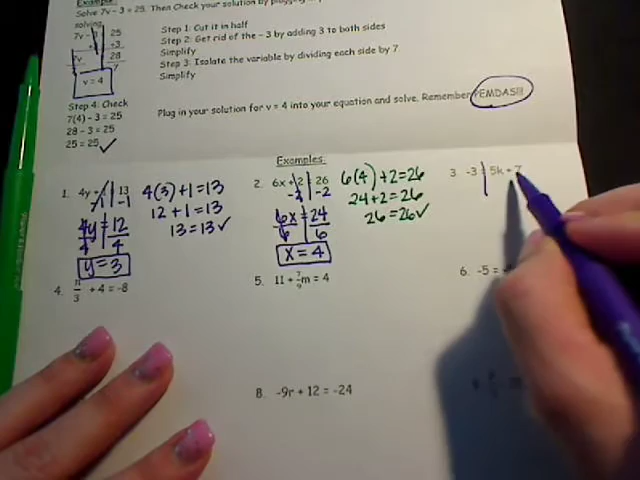 Example:
Solve 7v - 3 = 25. Then Check your solution by plugging
solving.
7v - 3 25
+3 +3
7v 28
7 7
v = 4
Step 1: Cut it in half
Step 2: Get rid of the - 3 by adding 3 to both sides
Simplify
Step 3: Isolate the variable by dividing each side by 7.
Simplify
Step 4: Check
7(4) - 3 = 25
28 - 3 = 25
25 = 25 ✓
Plug in your solution for v = 4 into your equation and solve. Remember PEMDAS!!!
Examples
1. 4y + 1 13
-1 -1
4y = 12
4 4
y = 3
4(3) + 1 = 13
12 + 1 = 13
13 = 13 ✓
2. 6x + 2 26
-2 -2
6x = 24
6 6
x = 4
6(4) + 2 = 26
24 + 2 = 26
26 = 26 ✓
3. -3 = 5k + 7
4. n/3 + 4 = -8
5. 11 + 7/9 m = 4
6. -5 =
8. -9r + 12 = -24